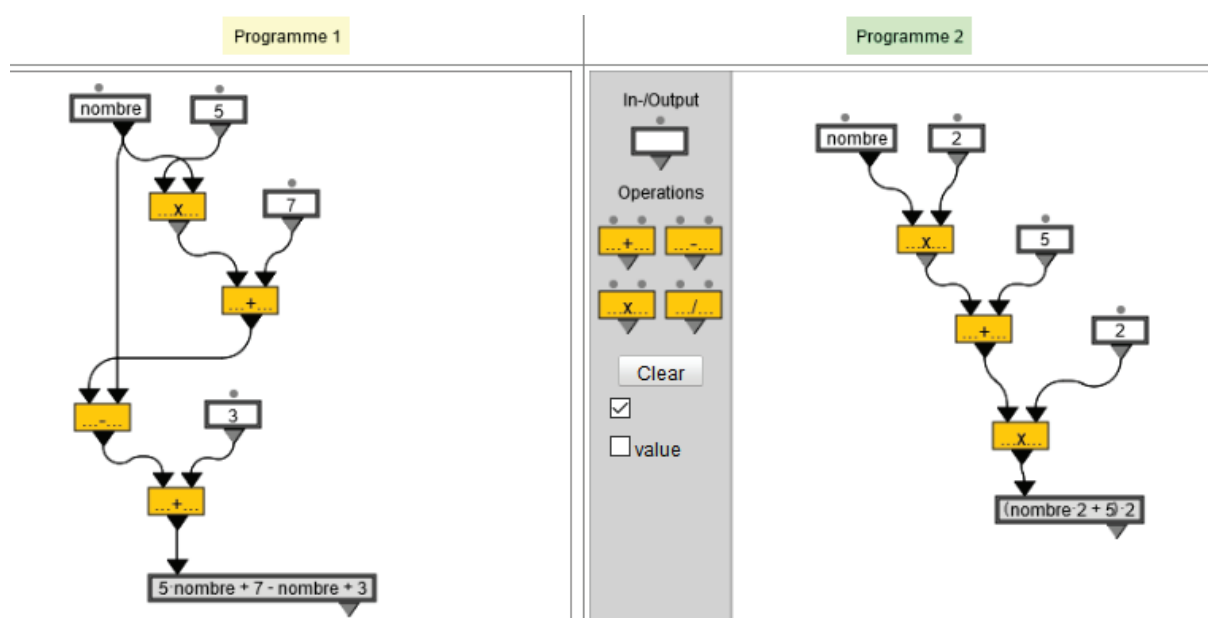 Programme 1
Programme 2
nombre
5
...x...
7
...+...
...-...
3
...+...
5·nombre + 7 - nombre + 3
In-/Output
Operations
...+...
...-...
...x...
.../...
Clear
value
nombre
2
...x...
5
...+...
2
...x...
(nombre·2 + 5)·2